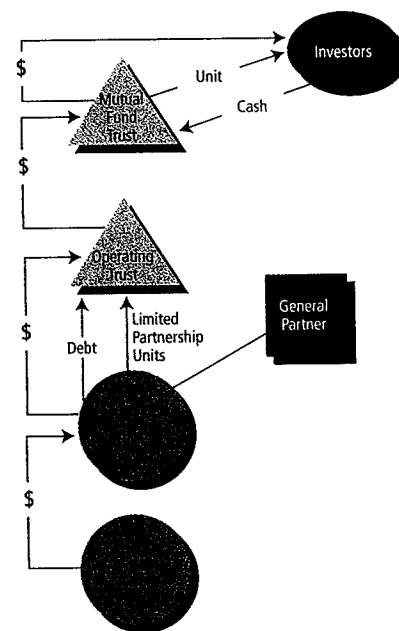 Investors
$
Unit
Mutual
Fund
Trust
Cash
$
Operating
Trust
General
Partner
$
Limited
Partnership
Units
Debt
$